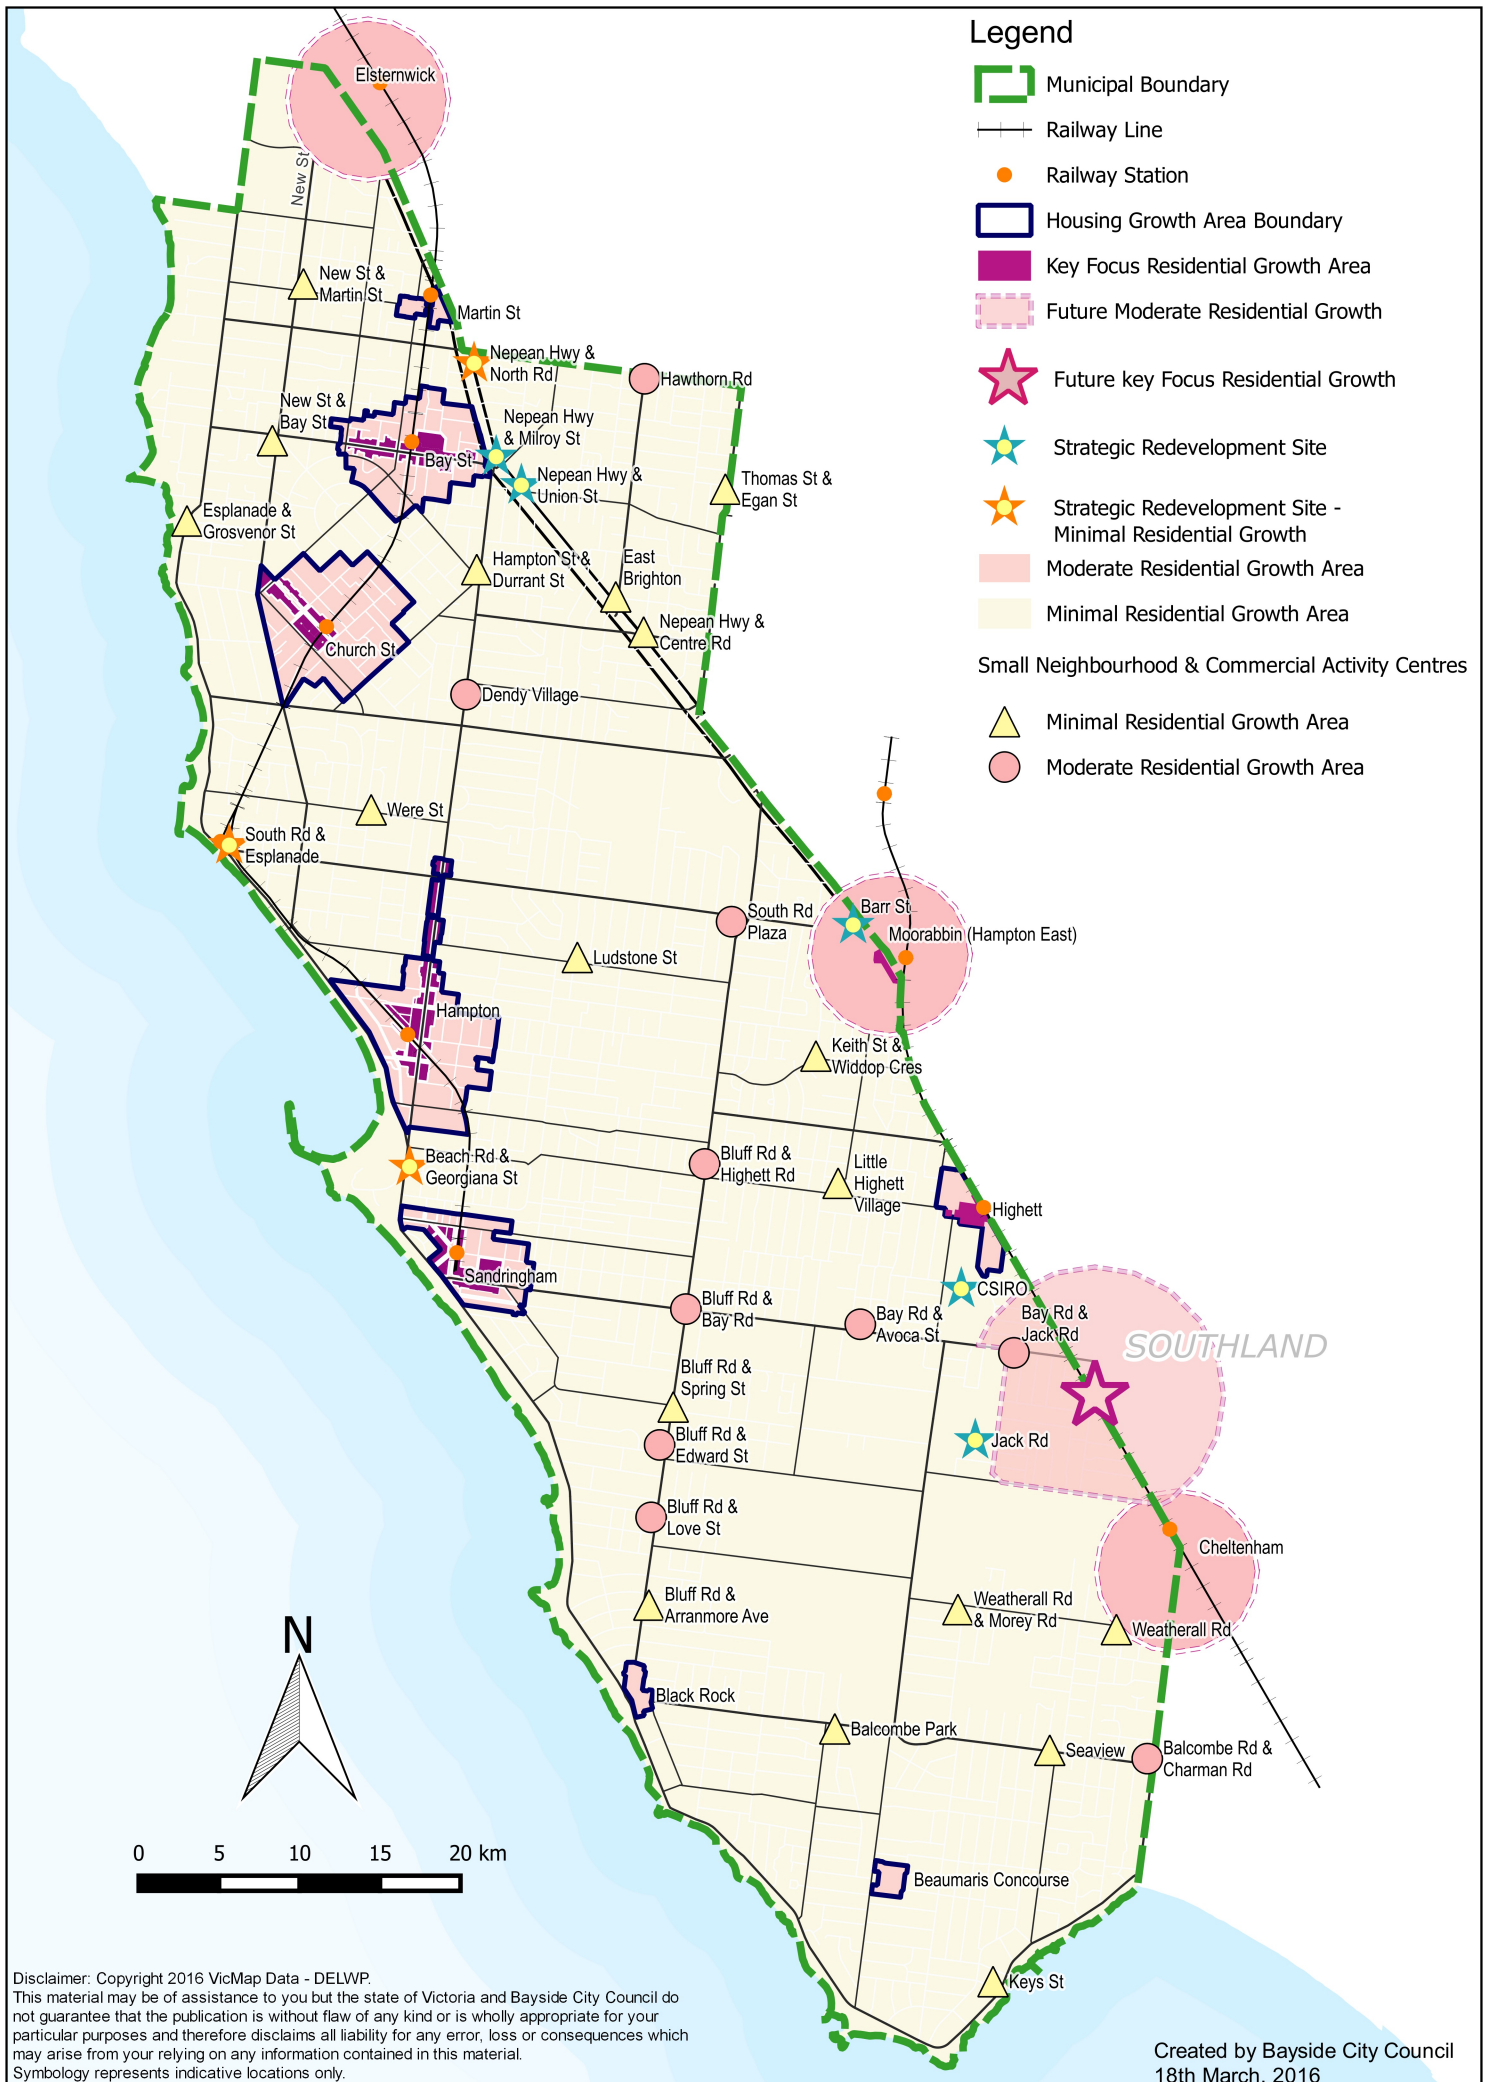 Legend
Municipal Boundary
Railway Line
Railway Station
Housing Growth Area Boundary
Key Focus Residential Growth Area
Future Moderate Residential Growth
Future key Focus Residential Growth
Strategic Redevelopment Site
Strategic Redevelopment Site -
Minimal Residential Growth
Moderate Residential Growth Area
Minimal Residential Growth Area
Small Neighbourhood & Commercial Activity Centres
Minimal Residential Growth Area
Moderate Residential Growth Area
Elsternwick
New St
New St &
Martin St
Martin St
Nepean Hwy &
North Rd
Hawthorn Rd
New St &
Bay St
Nepean Hwy
& Milroy St
Bay St
Nepean Hwy &
Union St
Thomas St &
Egan St
Esplanade &
Grosvenor St
Hampton St &
Durrant St
East
Brighton
Nepean Hwy &
Centre Rd
Church St
Dendy Village
Were St
South Rd &
Esplanade
South Rd
Plaza
Barr St
Moorabbin (Hampton East)
Ludstone St
Hampton
Keith St &
Widdop Cres
Beach Rd &
Georgiana St
Bluff Rd &
Highett Rd
Little
Highett
Village
Highett
Sandringham
CSIRO
Bluff Rd &
Bay Rd
Bay Rd &
Avoca St
Bay Rd &
Jack Rd
SOUTHLAND
Bluff Rd &
Spring St
Bluff Rd &
Edward St
Jack Rd
Bluff Rd &
Love St
Cheltenham
Bluff Rd &
Arranmore Ave
Weatherall Rd
& Morey Rd
Weatherall Rd
Black Rock
Balcombe Park
Seaview
Balcombe Rd &
Charman Rd
Beaumaris Concourse
Keys St
N
0 5 10 15 20 km
Disclaimer: Copyright 2016 VicMap Data - DELWP.
This material may be of assistance to you but the state of Victoria and Bayside City Council do
not guarantee that the publication is without flaw of any kind or is wholly appropriate for your
particular purposes and therefore disclaims all liability for any error, loss or consequences which
may arise from your relying on any information contained in this material.
Symbology represents indicative locations only.
Created by Bayside City Council
18th March, 2016